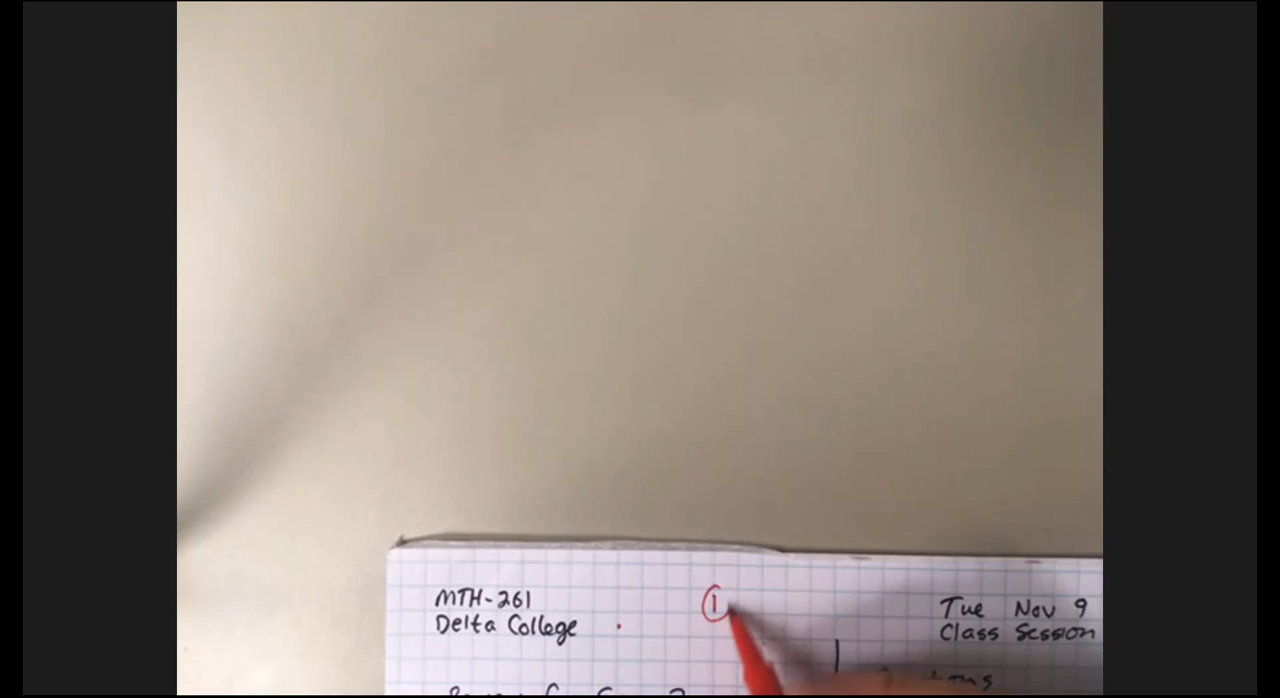 MTH-261
Delta College
①
Tue Nov 9
Class Session